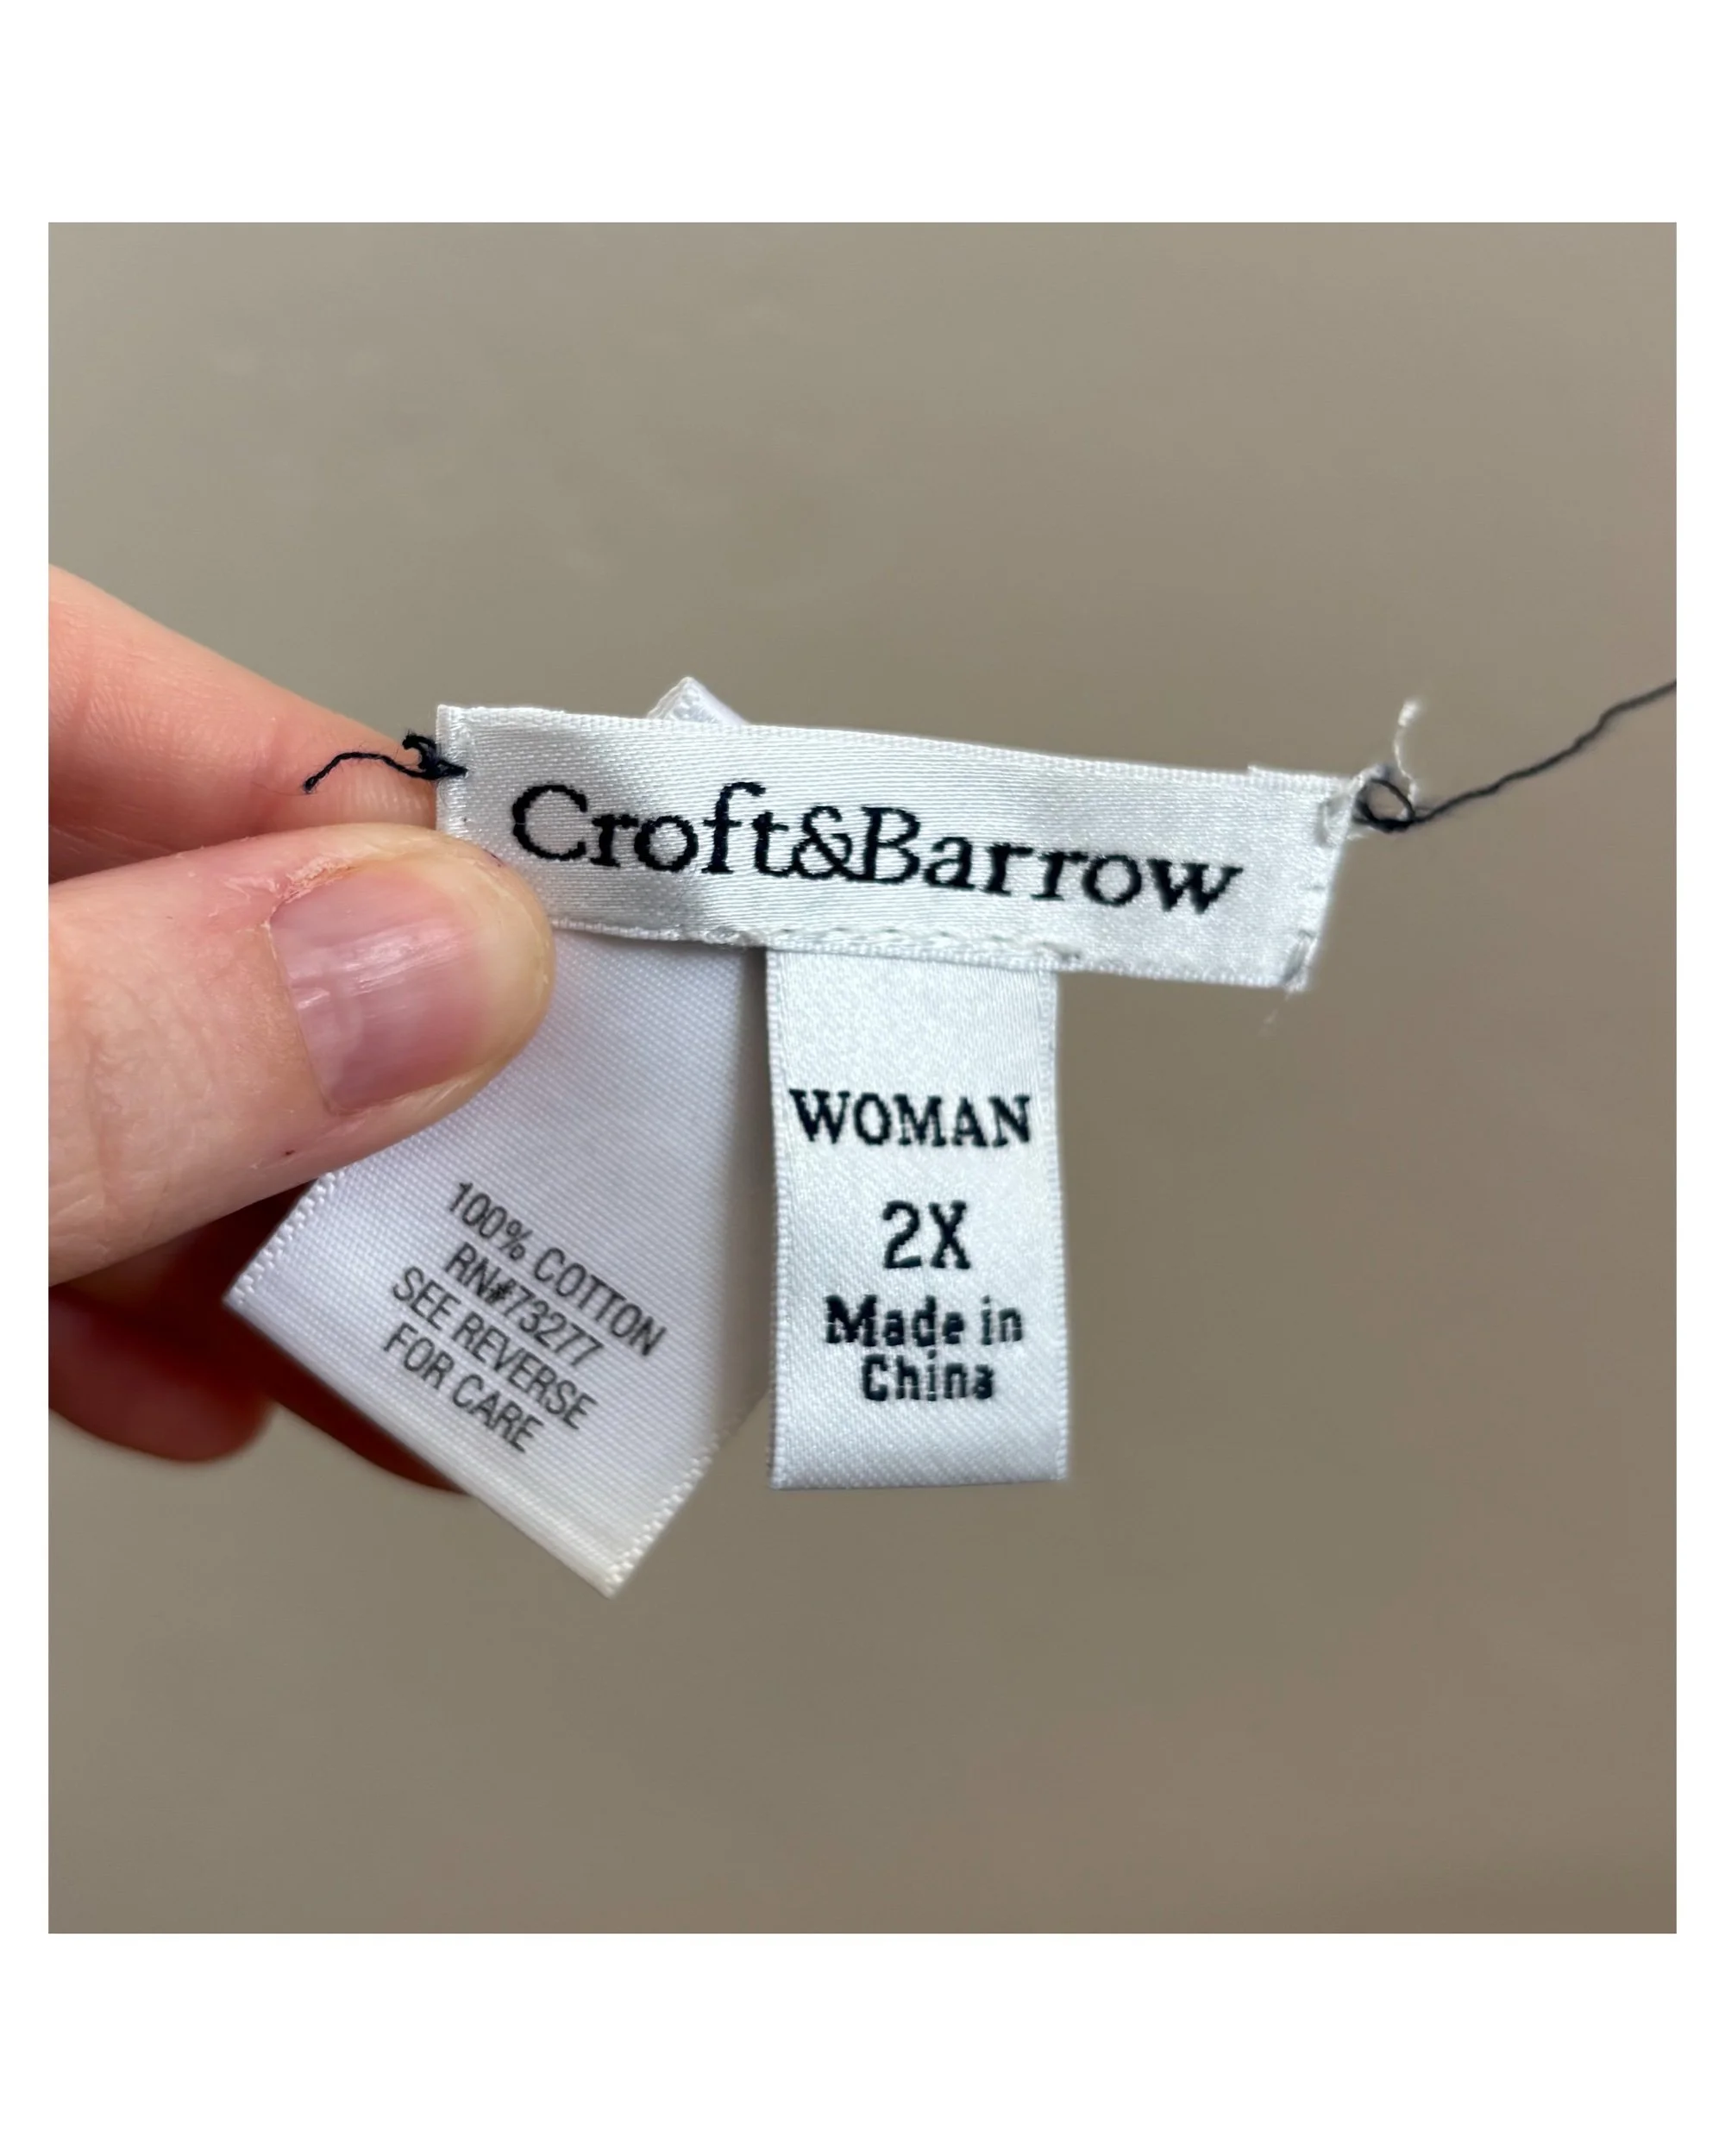 Croft&Barrow
WOMAN
2X
Made in
China
100% COTTON
RN#73277
SEE REVERSE
FOR CARE